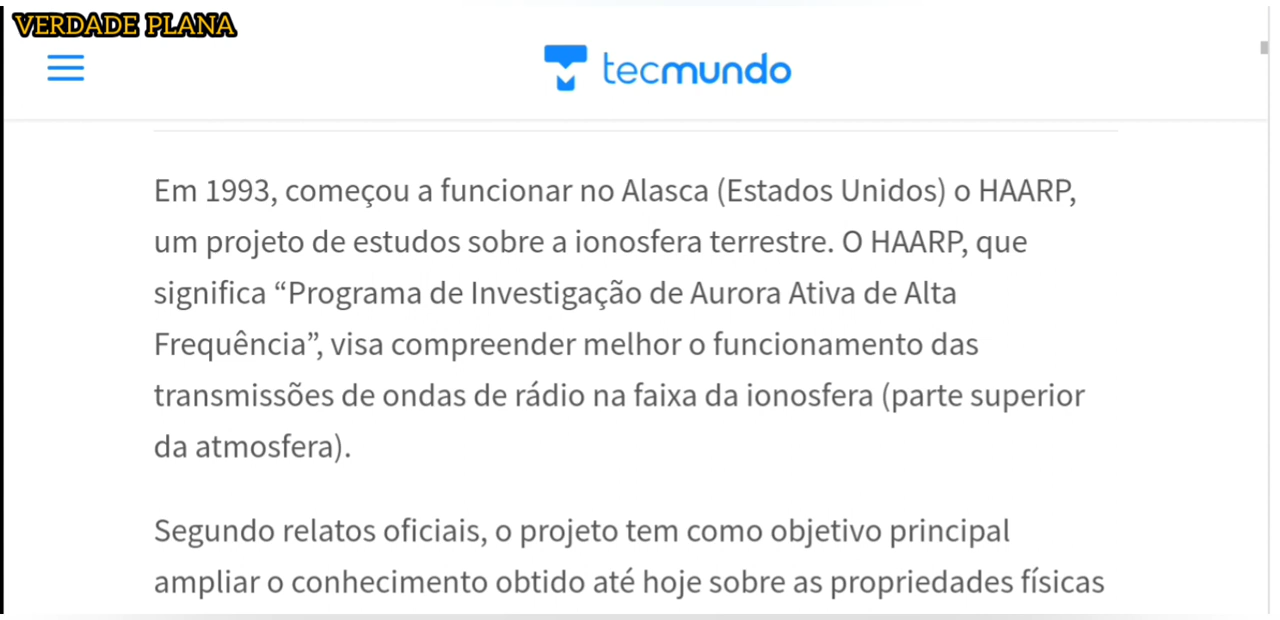 VERDADE PLANA
tecmundo
Em 1993, começou a funcionar no Alasca (Estados Unidos) o HAARP,
um projeto de estudos sobre a ionosfera terrestre. O HAARP, que
significa “Programa de Investigação de Aurora Ativa de Alta
Frequência”, visa compreender melhor o funcionamento das
transmissões de ondas de rádio na faixa da ionosfera (parte superior
da atmosfera).
Segundo relatos oficiais, o projeto tem como objetivo principal
ampliar o conhecimento obtido até hoje sobre as propriedades físicas